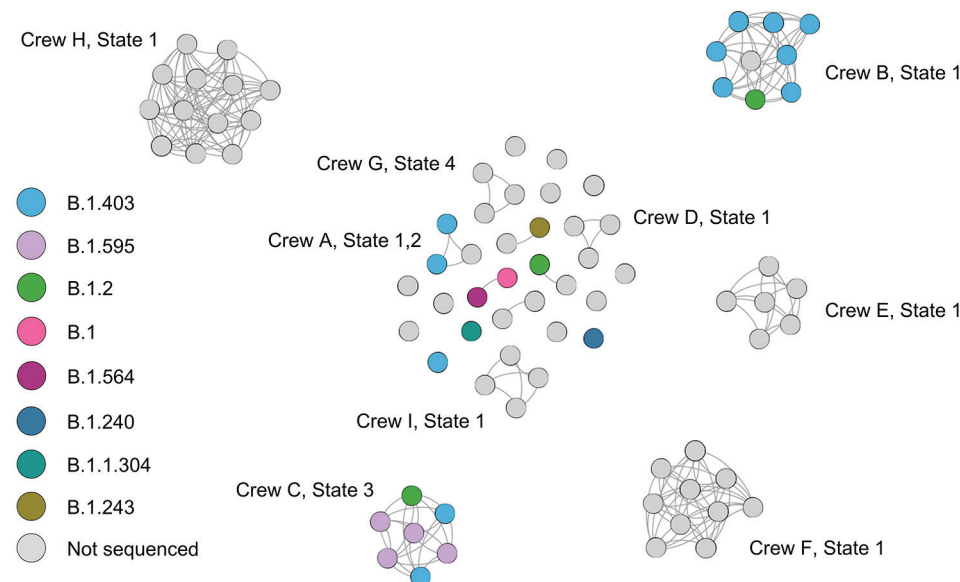 Crew H, State 1
Crew B, State 1
Crew G, State 4
Crew D, State 1
Crew A, State 1,2
Crew E, State 1
Crew I, State 1
Crew C, State 3
Crew F, State 1
B.1.403
B.1.595
B.1.2
B.1
B.1.564
B.1.240
B.1.1.304
B.1.243
Not sequenced